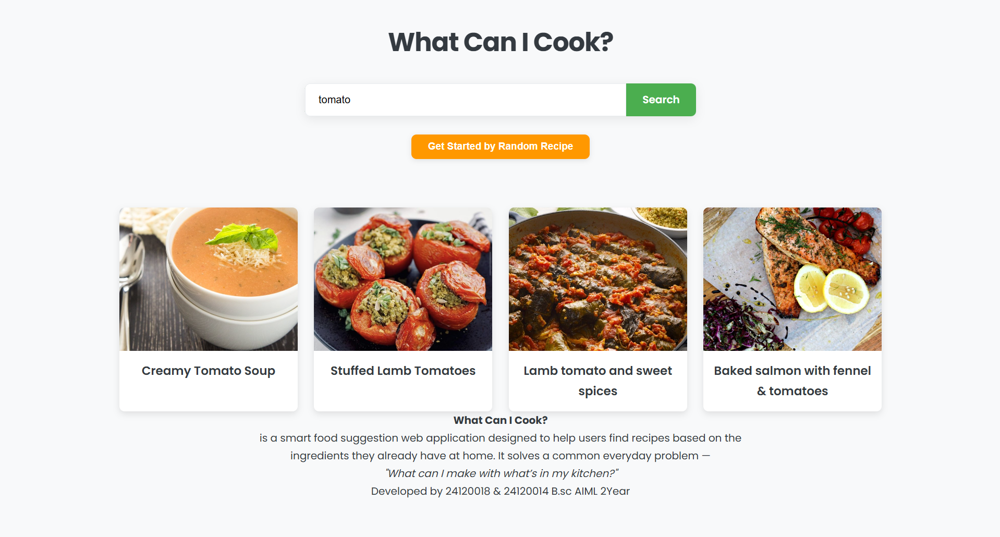 What Can I Cook?
tomato
Search
Get Started by Random Recipe
Creamy Tomato Soup
Stuffed Lamb Tomatoes
Lamb tomato and sweet
spices
Baked salmon with fennel
& tomatoes
What Can I Cook?
is a smart food suggestion web application designed to help users find recipes based on the
ingredients they already have at home. It solves a common everyday problem —
"What can I make with what’s in my kitchen?"
Developed by 24120018 & 24120014 B.sc AIML 2Year